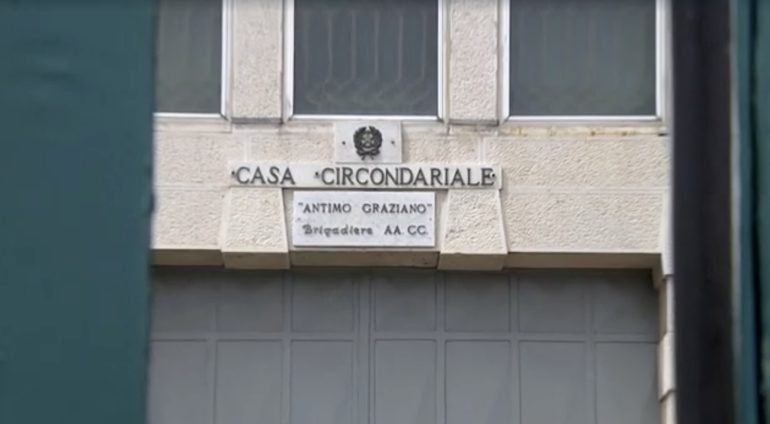 CASA CIRCONDARIALE
"ANTIMO GRAZIANO"
Brigadiere AA.CC.